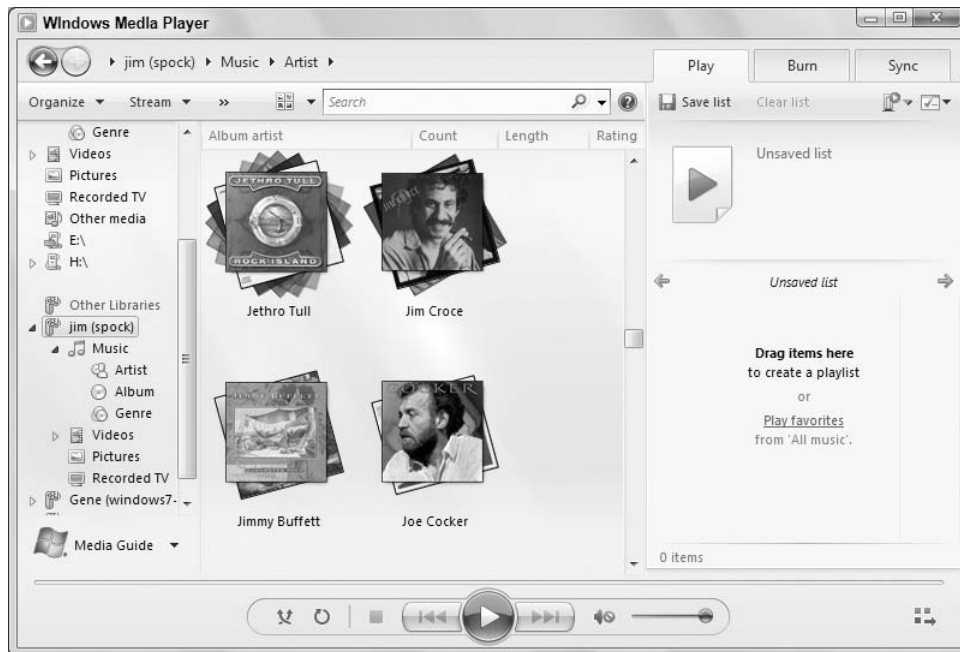 Windows Media Player
jim (spock) Music Artist
Play Burn Sync
Organize Stream » Search
Save list Clear list
Genre
Videos
Pictures
Recorded TV
Other media
E:\
H:\
Other Libraries
jim (spock)
Music
Artist
Album
Genre
Videos
Pictures
Recorded TV
Gene (windows7-
Media Guide
Album artist Count Length Rating
JETHRO TULL
ROCK ISLAND
Jethro Tull
Jim Croce
JIMMY BUFFETT
COCKER
Jimmy Buffett
Joe Cocker
Unsaved list
Unsaved list
Drag items here
to create a playlist
or
Play favorites
from 'All music'.
0 items